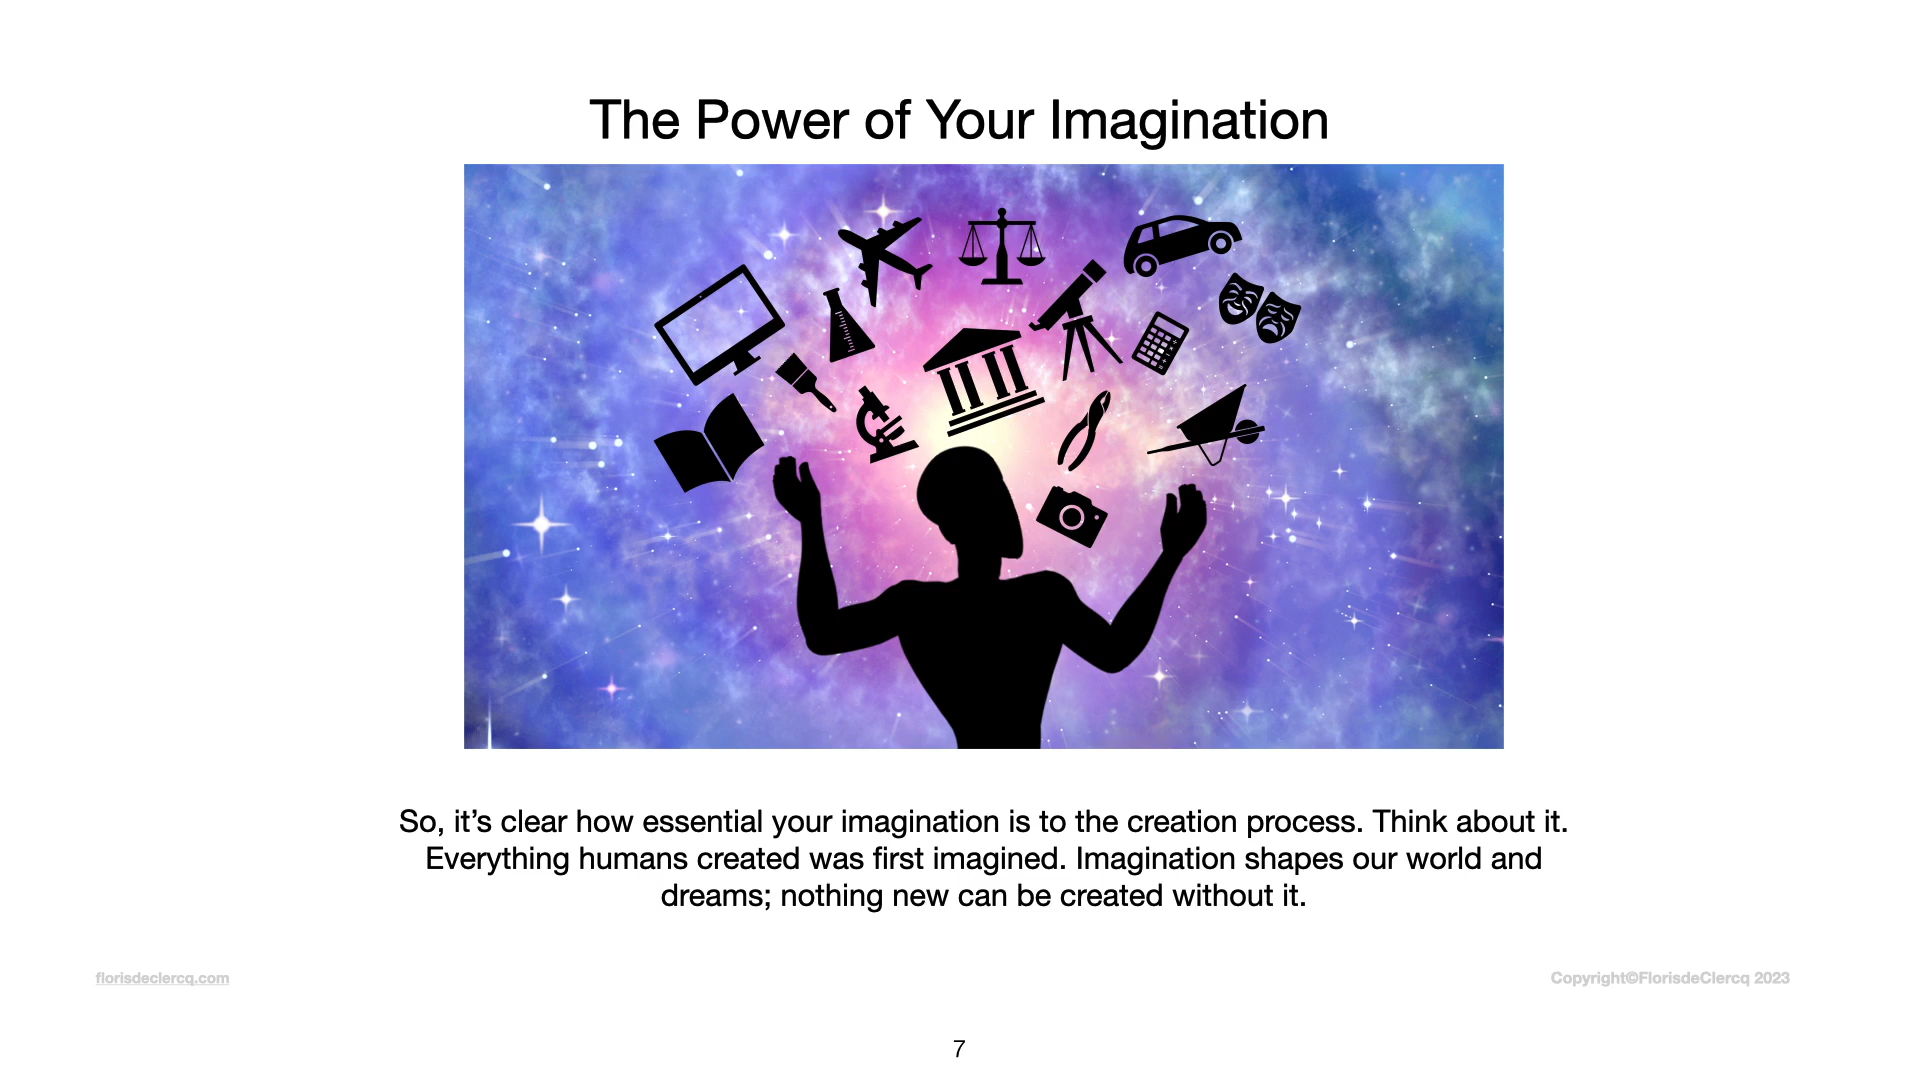 The Power of Your Imagination
So, it’s clear how essential your imagination is to the creation process. Think about it.
Everything humans created was first imagined. Imagination shapes our world and
dreams; nothing new can be created without it.
florisdeclercq.com
Copyright©FlorisdeClercq 2023
7